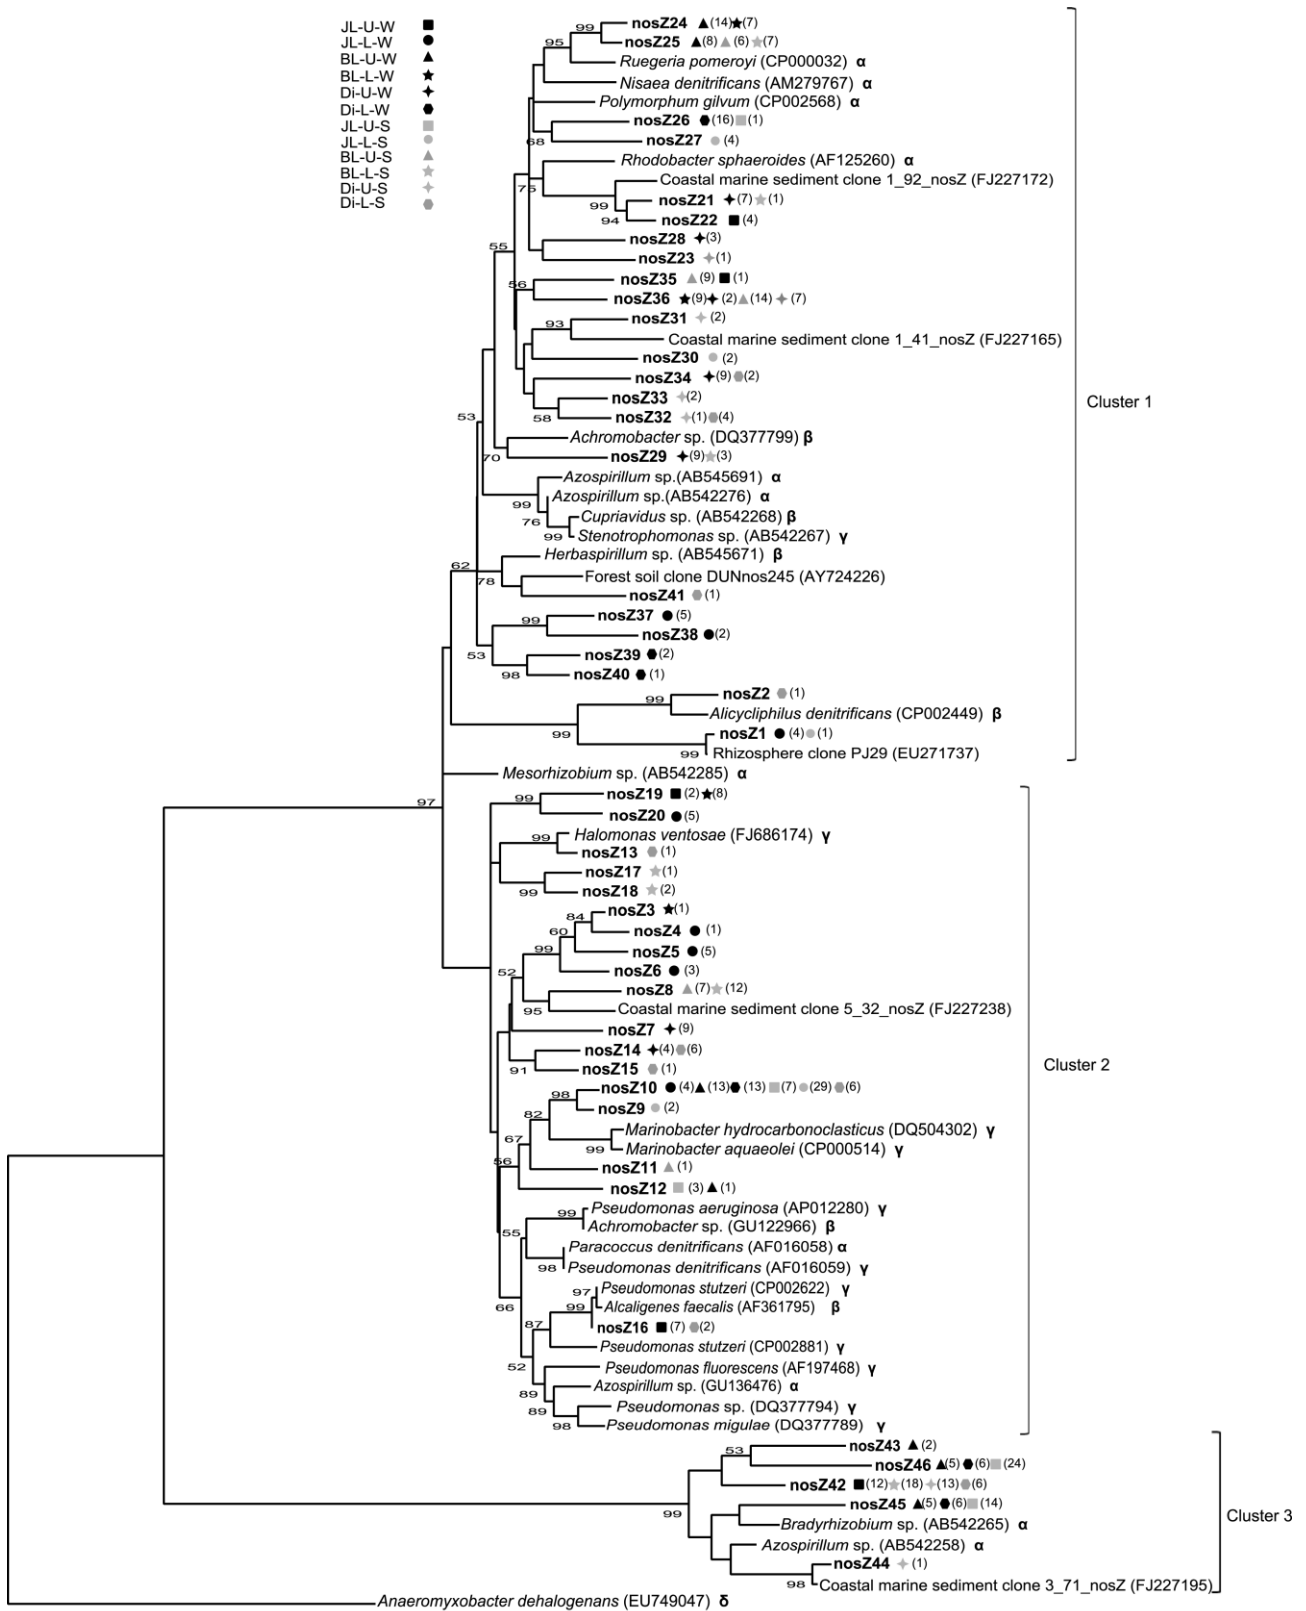 JL-U-W
JL-L-W
BL-U-W
BL-L-W
Di-U-W
Di-L-W
JL-U-S
JL-L-S
BL-U-S
BL-L-S
Di-U-S
Di-L-S
99 nosZ24 (14) (7)
95 nosZ25 (8) (6) (7)
Ruegeria pomeroyi (CP000032) α
Nisaea denitrificans (AM279767) α
Polymorphum gilvum (CP002568) α
nosZ26 (16) (1)
68 nosZ27 (4)
Rhodobacter sphaeroides (AF125260) α
75 Coastal marine sediment clone 1_92_nosZ (FJ227172)
99 nosZ21 (7) (1)
94 nosZ22 (4)
nosZ28 (3)
55 nosZ23 (1)
nosZ35 (9) (1)
56 nosZ36 (9) (2) (14) (7)
93 nosZ31 (2)
Coastal marine sediment clone 1_41_nosZ (FJ227165)
nosZ30 (2)
nosZ34 (9) (2)
nosZ33 (2)
Cluster 1
53 58 nosZ32 (1) (4)
Achromobacter sp. (DQ377799) β
70 nosZ29 (9) (3)
Azospirillum sp.(AB545691) α
99 Azospirillum sp.(AB542276) α
76 Cupriavidus sp. (AB542268) β
99 Stenotrophomonas sp. (AB542267) γ
Herbaspirillum sp. (AB545671) β
62 78 Forest soil clone DUNnos245 (AY724226)
nosZ41 (1)
99 nosZ37 (5)
nosZ38 (2)
53 nosZ39 (2)
98 nosZ40 (1)
99 nosZ2 (1)
Alicycliphilus denitrificans (CP002449) β
99 nosZ1 (4) (1)
99 Rhizosphere clone PJ29 (EU271737)
Mesorhizobium sp. (AB542285) α
97 99 nosZ19 (2) (8)
nosZ20 (5)
99 Halomonas ventosae (FJ686174) γ
nosZ13 (1)
nosZ17 (1)
99 nosZ18 (2)
84 nosZ3 (1)
60 nosZ4 (1)
99 nosZ5 (5)
52 nosZ6 (3)
nosZ8 (7) (12)
95 Coastal marine sediment clone 5_32_nosZ (FJ227238)
nosZ7 (9)
nosZ14 (4) (6)
Cluster 2
91 nosZ15 (1)
98 nosZ10 (4) (13) (13) (7) (29) (6)
82 nosZ9 (2)
67 Marinobacter hydrocarbonoclasticus (DQ504302) γ
99 Marinobacter aquaeolei (CP000514) γ
56 nosZ11 (1)
nosZ12 (3) (1)
99 Pseudomonas aeruginosa (AP012280) γ
55 Achromobacter sp. (GU122966) β
Paracoccus denitrificans (AF016058) α
98 Pseudomonas denitrificans (AF016059) γ
97 Pseudomonas stutzeri (CP002622) γ
66 99 Alcaligenes faecalis (AF361795) β
87 nosZ16 (7) (2)
Pseudomonas stutzeri (CP002881) γ
52 Pseudomonas fluorescens (AF197468) γ
89 Azospirillum sp. (GU136476) α
89 Pseudomonas sp. (DQ377794) γ
98 Pseudomonas migulae (DQ377789) γ
53 nosZ43 (2)
nosZ46 (5) (6) (24)
nosZ42 (12) (18) (13) (6)
99 nosZ45 (5) (6) (14)
Cluster 3
Bradyrhizobium sp. (AB542265) α
Azospirillum sp. (AB542258) α
nosZ44 (1)
98 Coastal marine sediment clone 3_71_nosZ (FJ227195)
Anaeromyxobacter dehalogenans (EU749047) δ